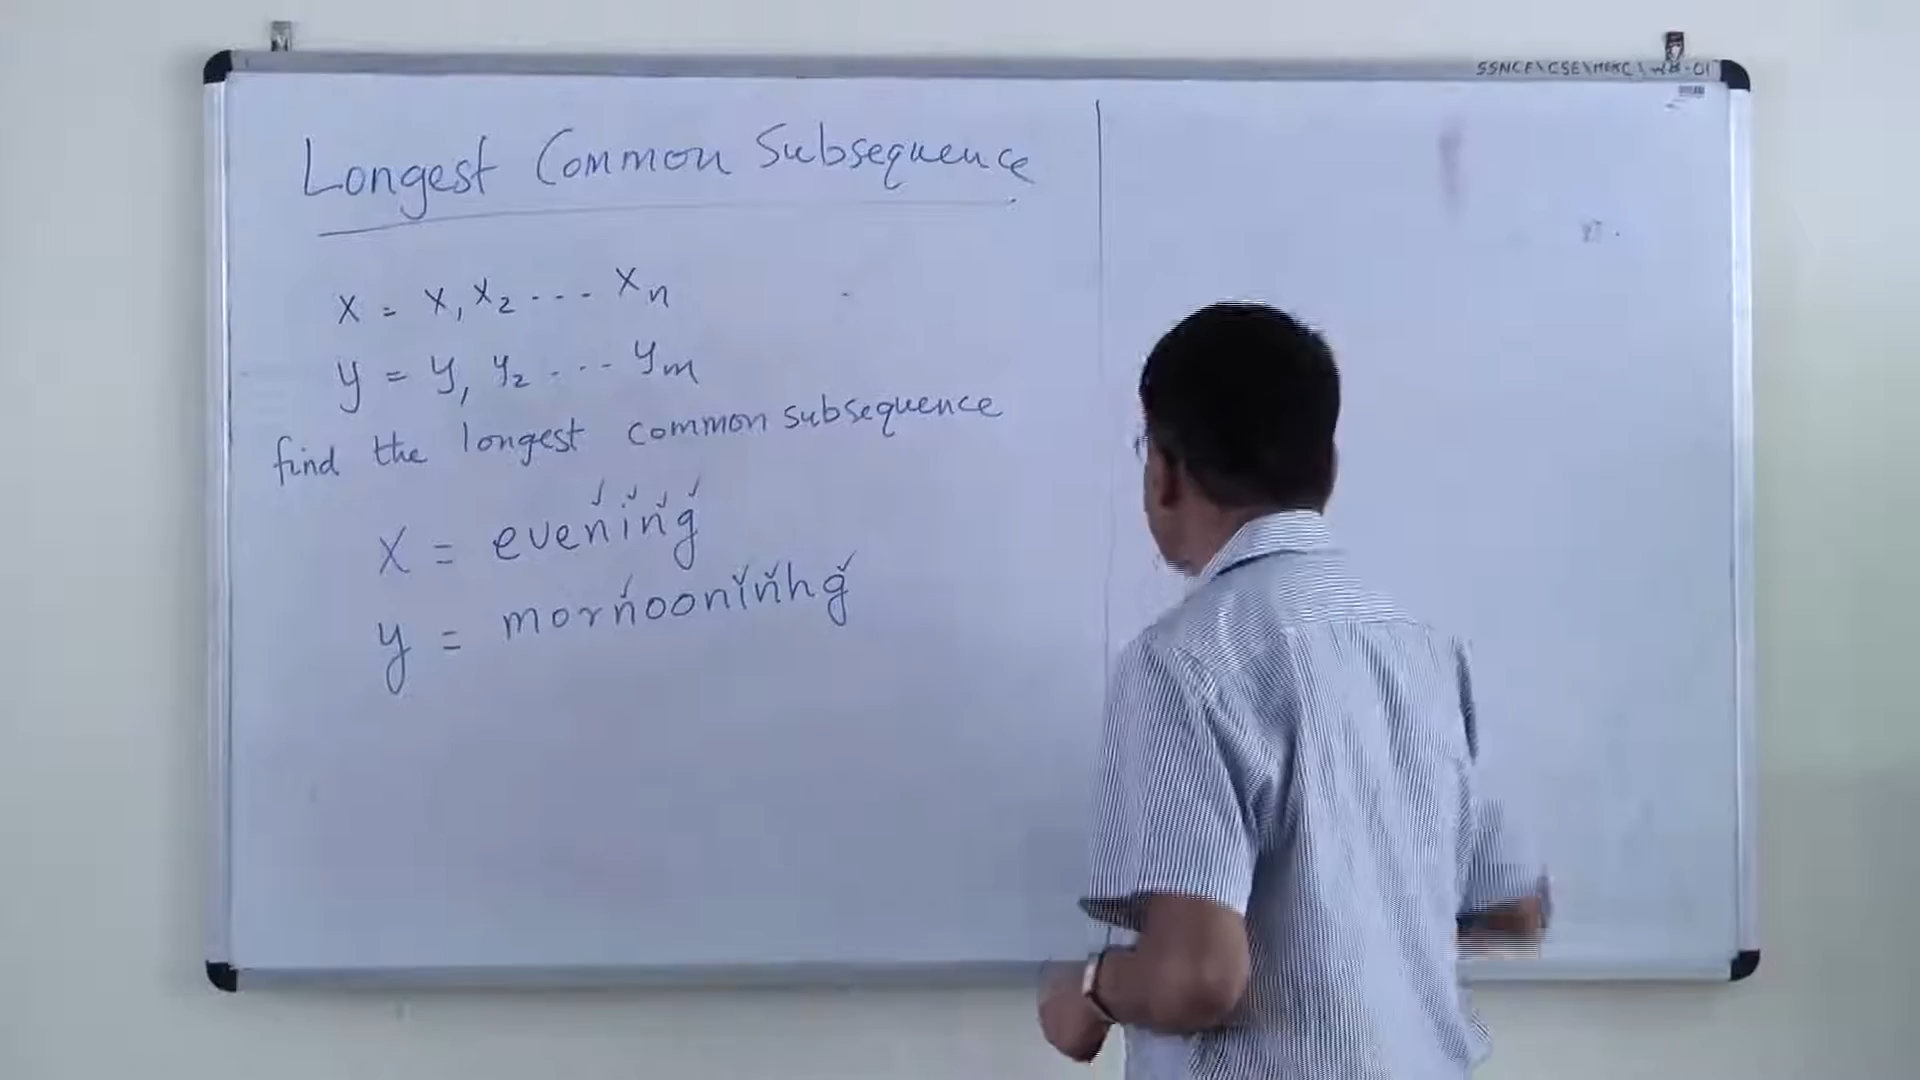 Longest Common Subsequence
x = x1 x2 --- xn
y = y1 y2 --- ym
find the longest common subsequence
x = evening
y = mornooninhg